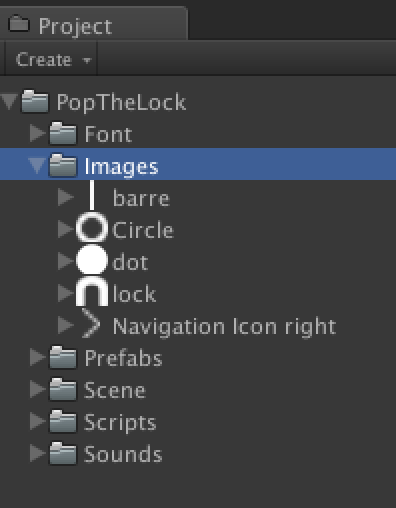 Project
Create
PopTheLock
Font
Images
barre
Circle
dot
lock
Navigation Icon right
Prefabs
Scene
Scripts
Sounds